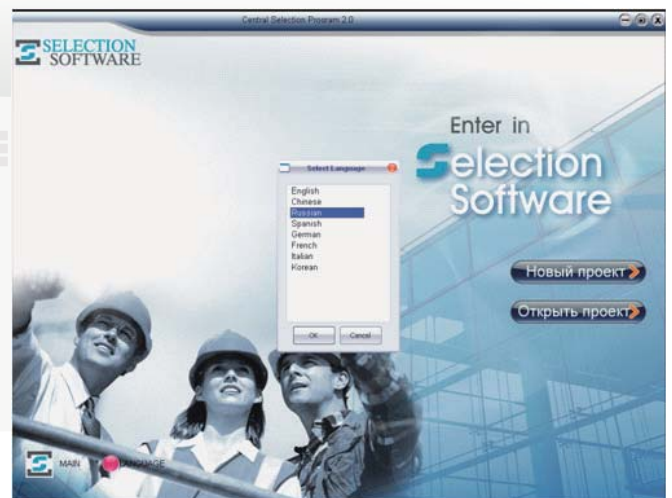 Central Selection Program 2.0
SELECTION
SOFTWARE
Enter in
Selection
Software
Select Language
English
Chinese
Russian
Spanish
German
French
Italian
Korean
OK
Cancel
Новый проект
Открыть проект
MAIN
LANGUAGE